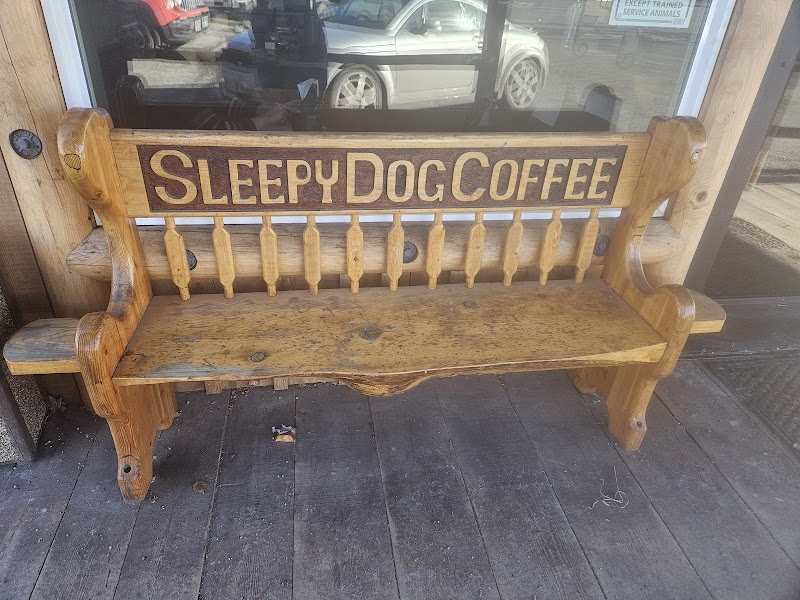 EXCEPT TRAINED
SERVICE ANIMALS
SLEEPY DOG COFFEE